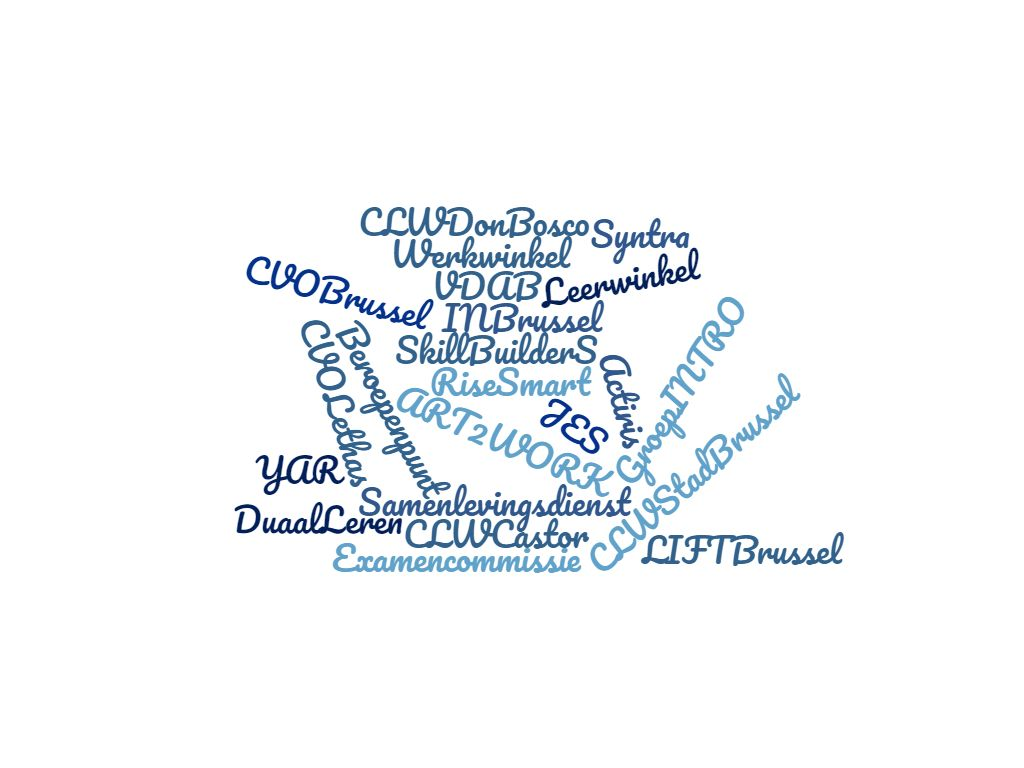 CLWDonBosco
Syntra
Werkwinkel
CVOBrussel
VDAB
Leerwinkel
INBrussel
SkillBuilderS
CVOLethas
Beroepenpunt
RiseSmart
Actiris
GroepINTRO
ART2WORK
JES
CLWStadBrussel
YAR
Samenlevingsdienst
DuaalLeren
CLWCastor
LIFTBrussel
Examencommissie